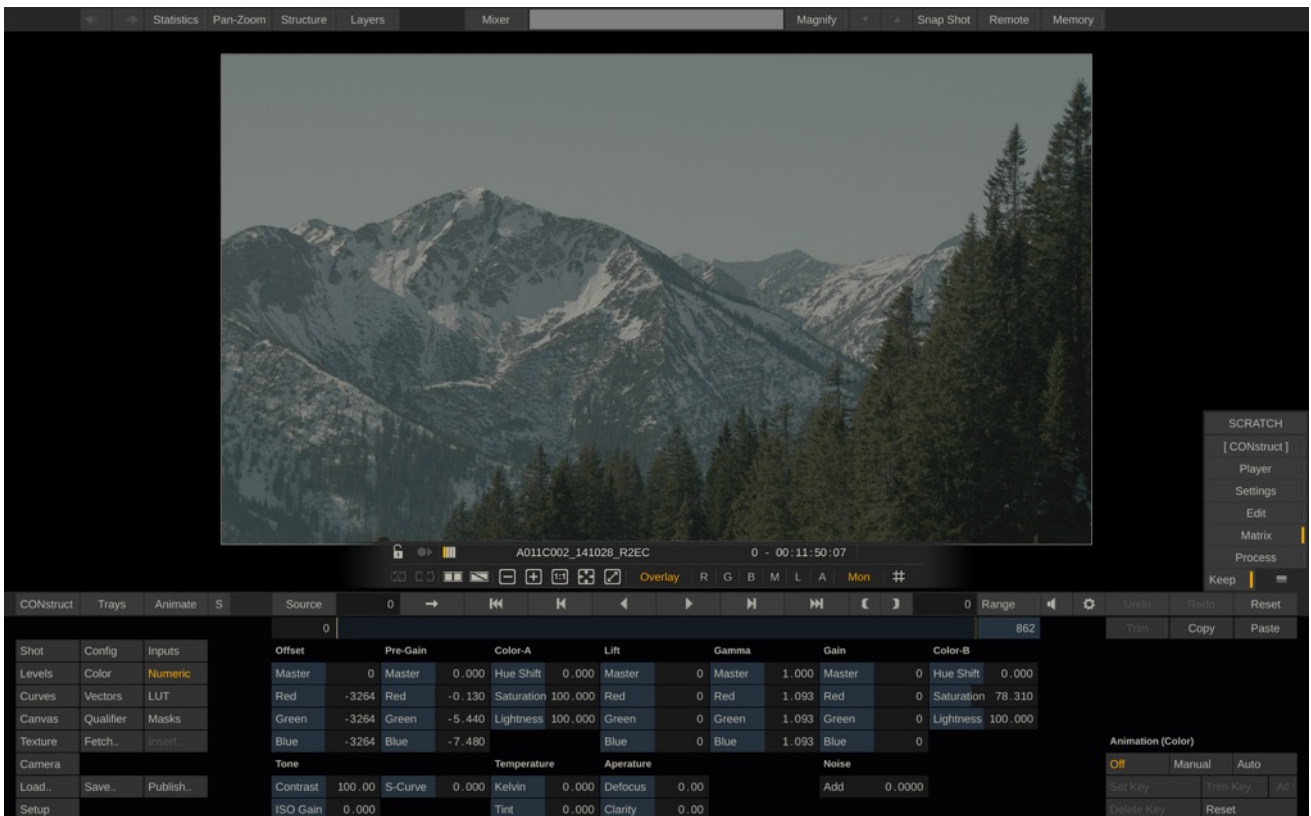 Statistics Pan-Zoom Structure Layers Mixer Magnify Snap Shot Remote Memory
SCRATCH
[ CONstruct ]
Player
Settings
Edit
Matrix
Process
Keep
A011C002_141028_R2EC 0 - 00:11:50:07
1:1 Overlay R G B M L A Mon
CONstruct Trays Animate S Source 0 0 Range Undo Redo Reset
0 862 Trim Copy Paste
Shot Config Inputs Offset Pre-Gain Color-A Lift Gamma Gain Color-B
Levels Color Numeric Master 0 Master 0.000 Hue Shift 0.000 Master 0 Master 1.000 Master 0 Hue Shift 0.000
Curves Vectors LUT Red -3264 Red -0.130 Saturation 100.000 Red 0 Red 1.093 Red 0 Saturation 78.310
Canvas Qualifier Masks Green -3264 Green -5.440 Lightness 100.000 Green 0 Green 1.093 Green 0 Lightness 100.000
Texture Fetch.. Insert.. Blue -3264 Blue -7.480 Blue 0 Blue 1.093 Blue 0 Animation (Color)
Camera Tone Temperature Aperature Noise Off Manual Auto
Load.. Save.. Publish.. Contrast 100.00 S-Curve 0.000 Kelvin 0.000 Defocus 0.00 Add 0.0000 Set Key Trim Key All
Setup ISO Gain 0.000 Tint 0.000 Clarity 0.00 Delete Key Reset